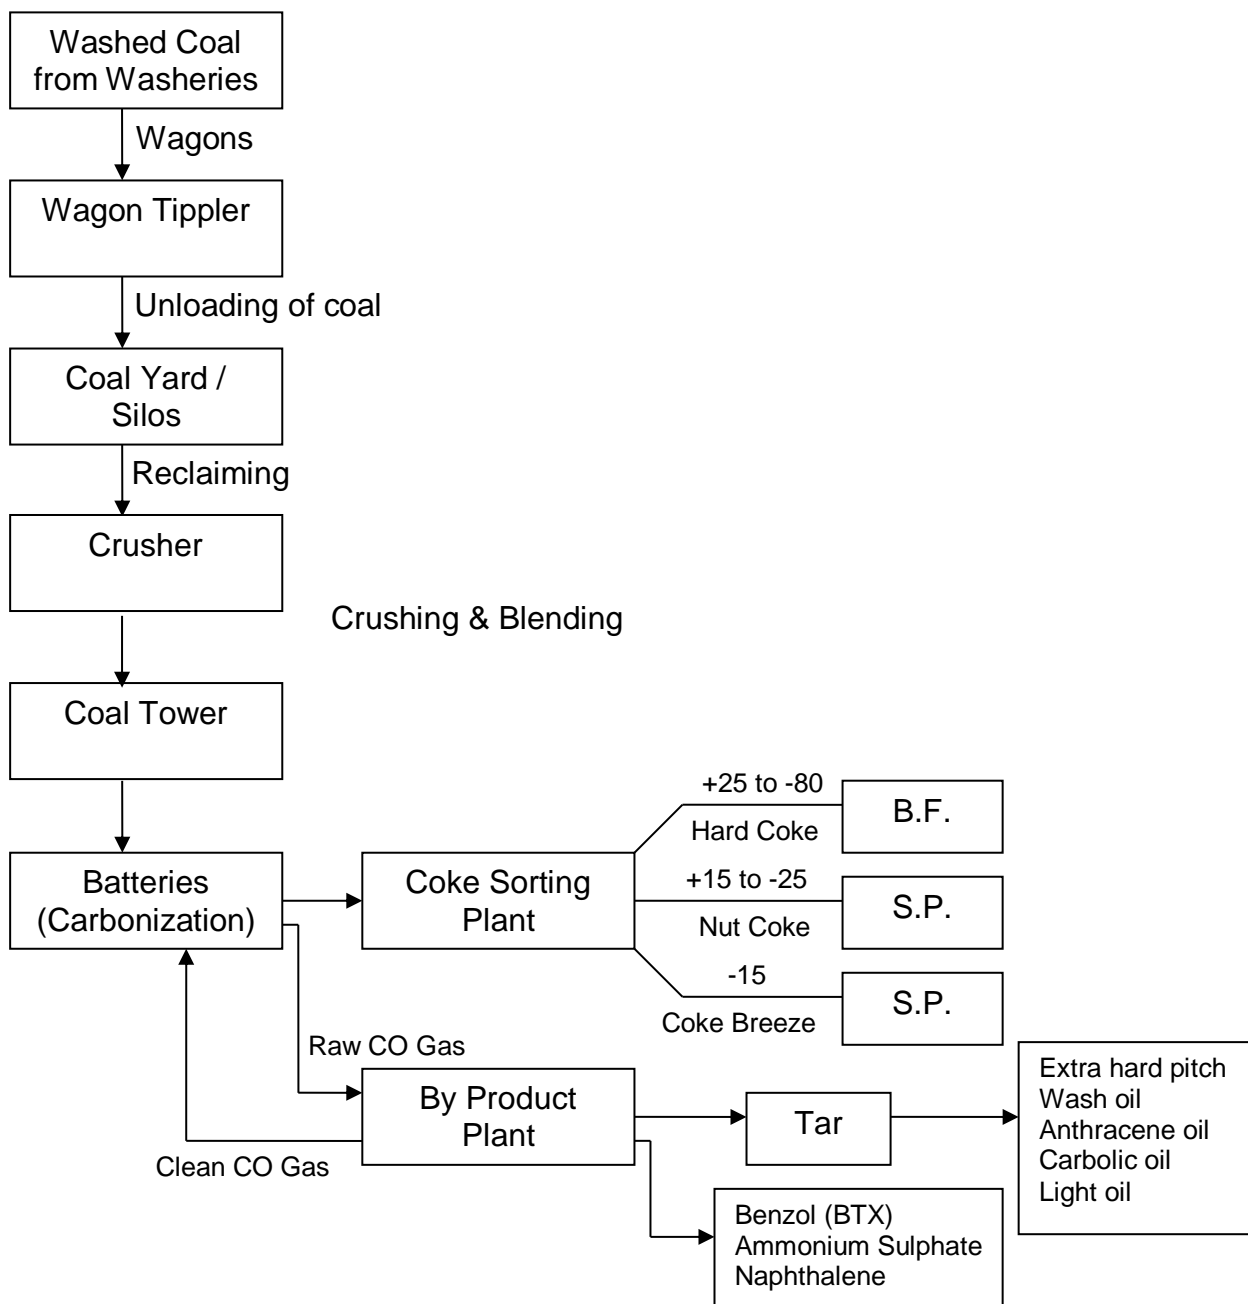 Washed Coal
from Washeries
Wagons
Wagon Tippler
Unloading of coal
Coal Yard /
Silos
Reclaiming
Crusher
Crushing & Blending
Coal Tower
+25 to -80
B.F.
Hard Coke
Batteries
(Carbonization)
Coke Sorting
Plant
+15 to -25
S.P.
Nut Coke
-15
S.P.
Coke Breeze
Raw CO Gas
By Product
Plant
Tar
Extra hard pitch
Wash oil
Anthracene oil
Carbolic oil
Light oil
Clean CO Gas
Benzol (BTX)
Ammonium Sulphate
Naphthalene